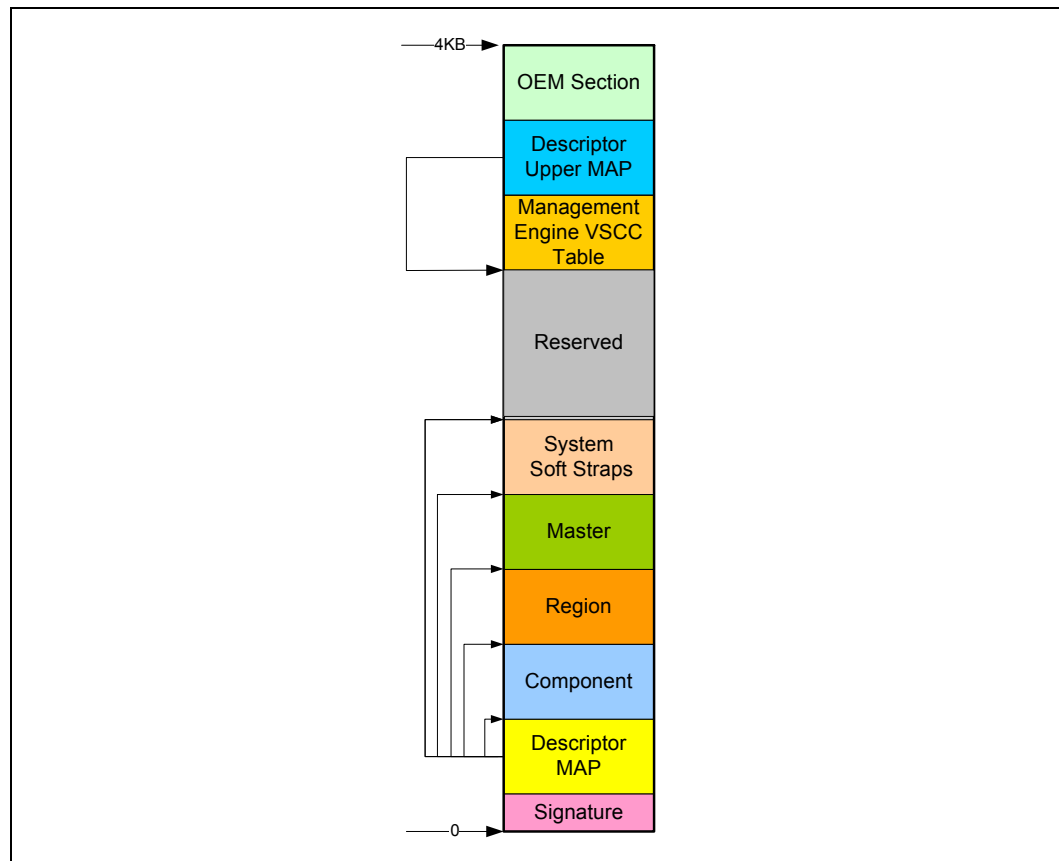 4KB
OEM Section
Descriptor
Upper MAP
Management
Engine VSCC
Table
Reserved
System
Soft Straps
Master
Region
Component
Descriptor
MAP
Signature
0